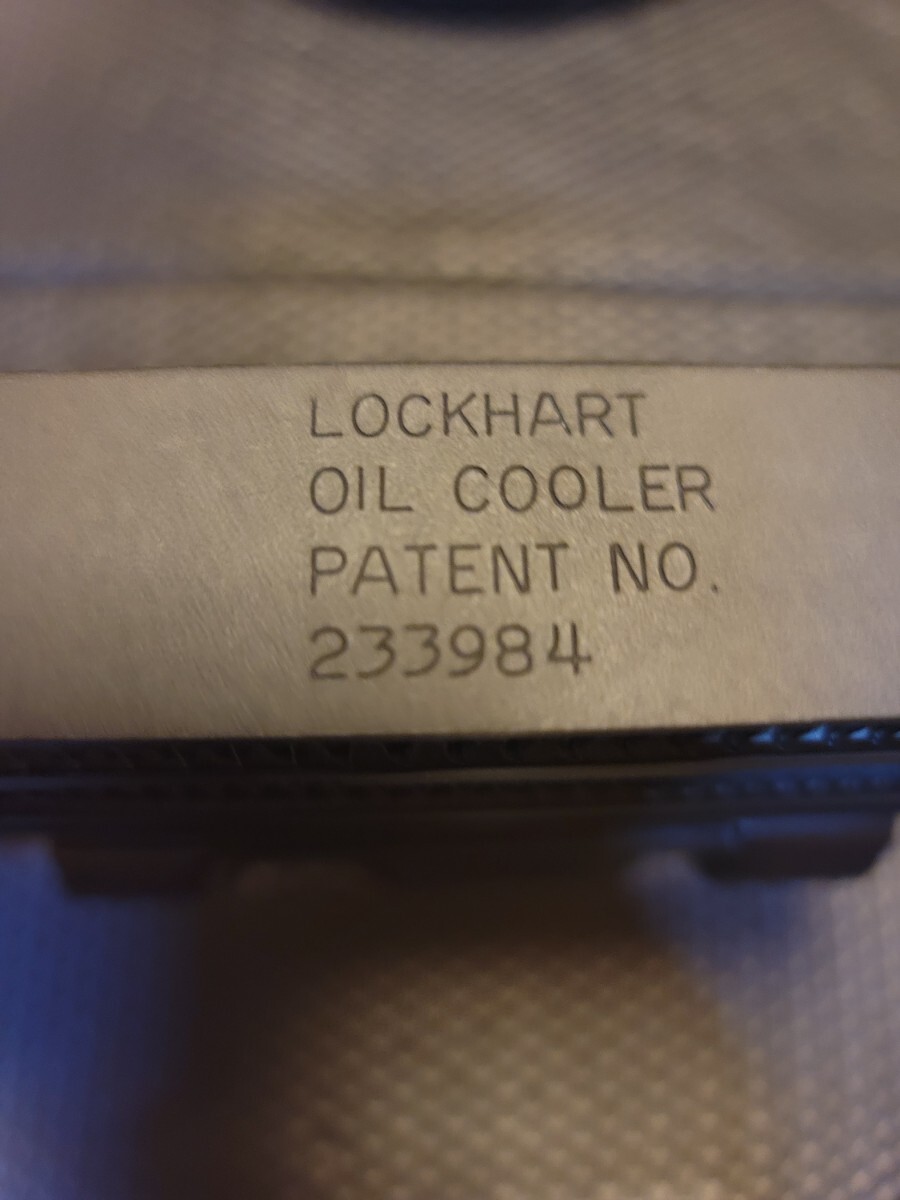 LOCKHART
OIL COOLER
PATENT NO.
233984